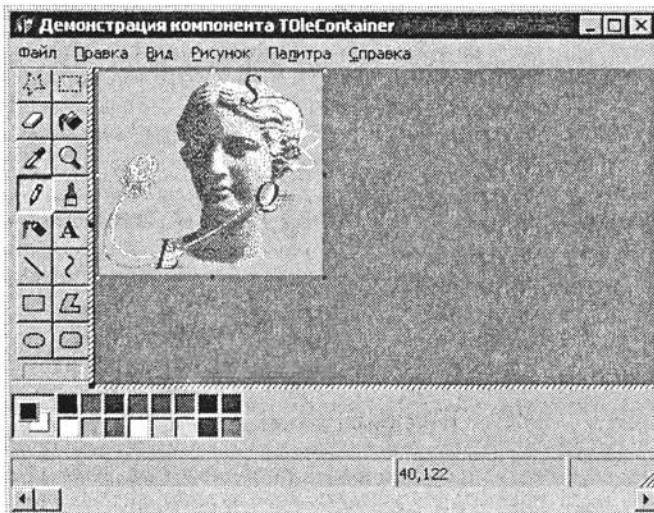 Демонстрация компонента TOleContainer
Файл Правка Вид Рисунок Палитра Справка
S
Q
L
A
40,122